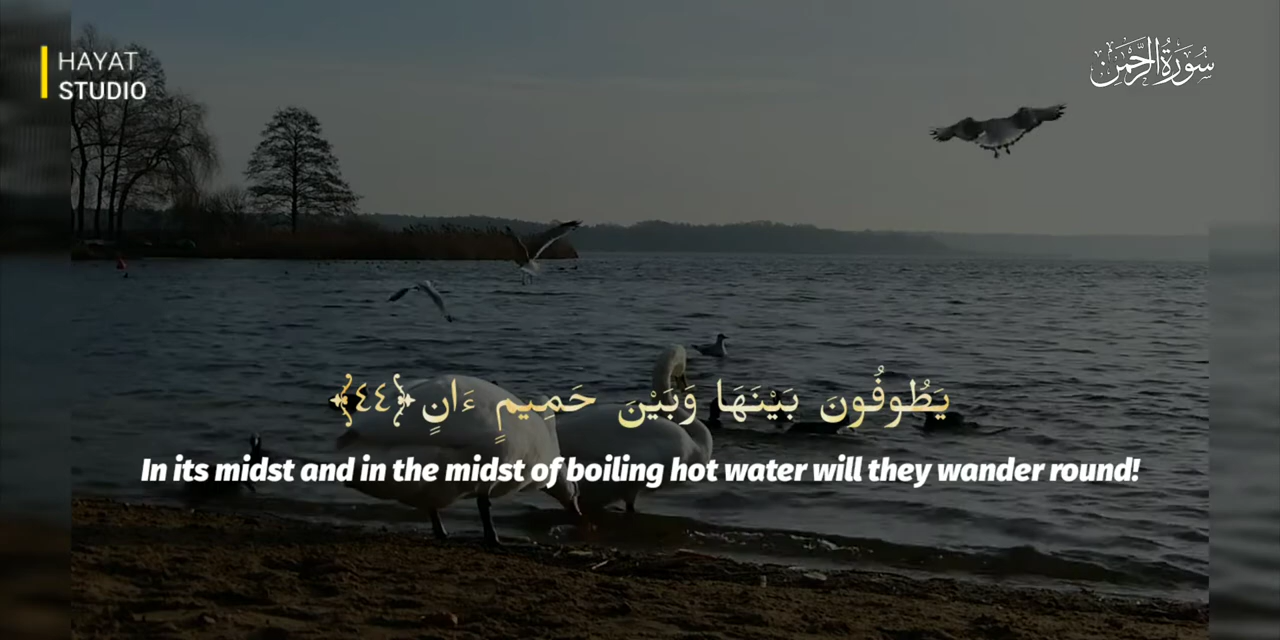 HAYAT
STUDIO
سُورَةُ الرَّحْمَٰن
يَطُوفُونَ بَيْنَهَا وَبَيْنَ حَمِيمٍ ءَانٍ ﴿٤٤﴾
In its midst and in the midst of boiling hot water will they wander round!